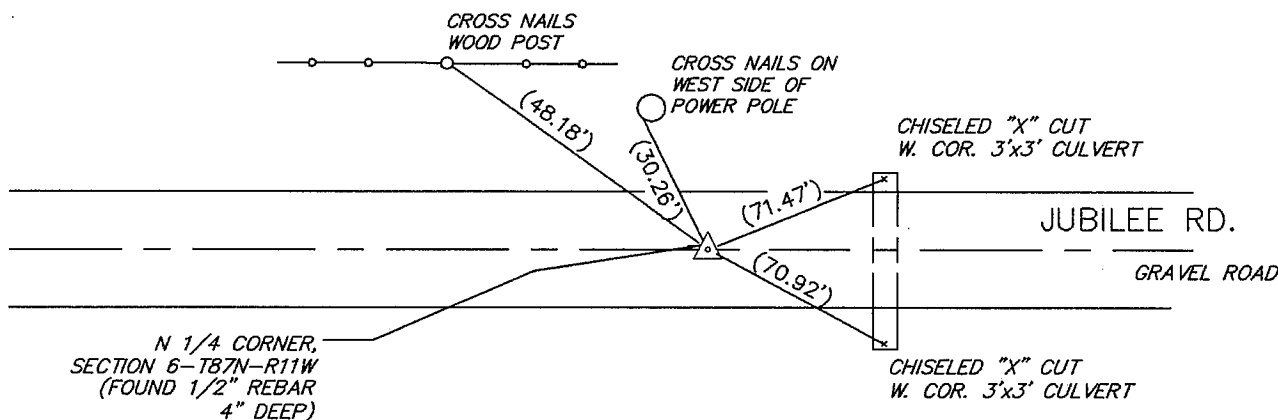 CROSS NAILS
WOOD POST
CROSS NAILS ON
WEST SIDE OF
POWER POLE
(48.18')
(30.26')
CHISELED "X" CUT
W. COR. 3'x3' CULVERT
(71.47')
JUBILEE RD.
(70.92')
GRAVEL ROAD
N 1/4 CORNER,
SECTION 6-T87N-R11W
(FOUND 1/2" REBAR
4" DEEP)
CHISELED "X" CUT
W. COR. 3'x3' CULVERT